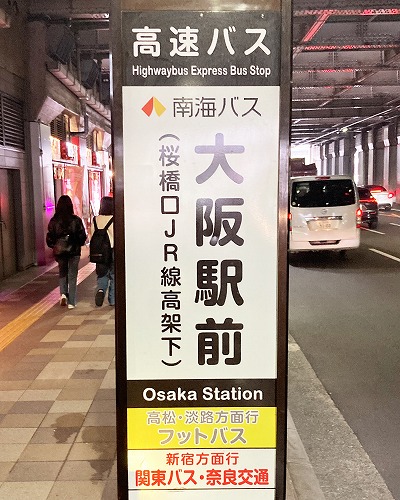 高速バス
Highwaybus Express Bus Stop
南海バス
大阪駅前
(桜橋口JR線高架下)
Osaka Station
高松・淡路方面行
フットバス
新宿方面行
関東バス・奈良交通